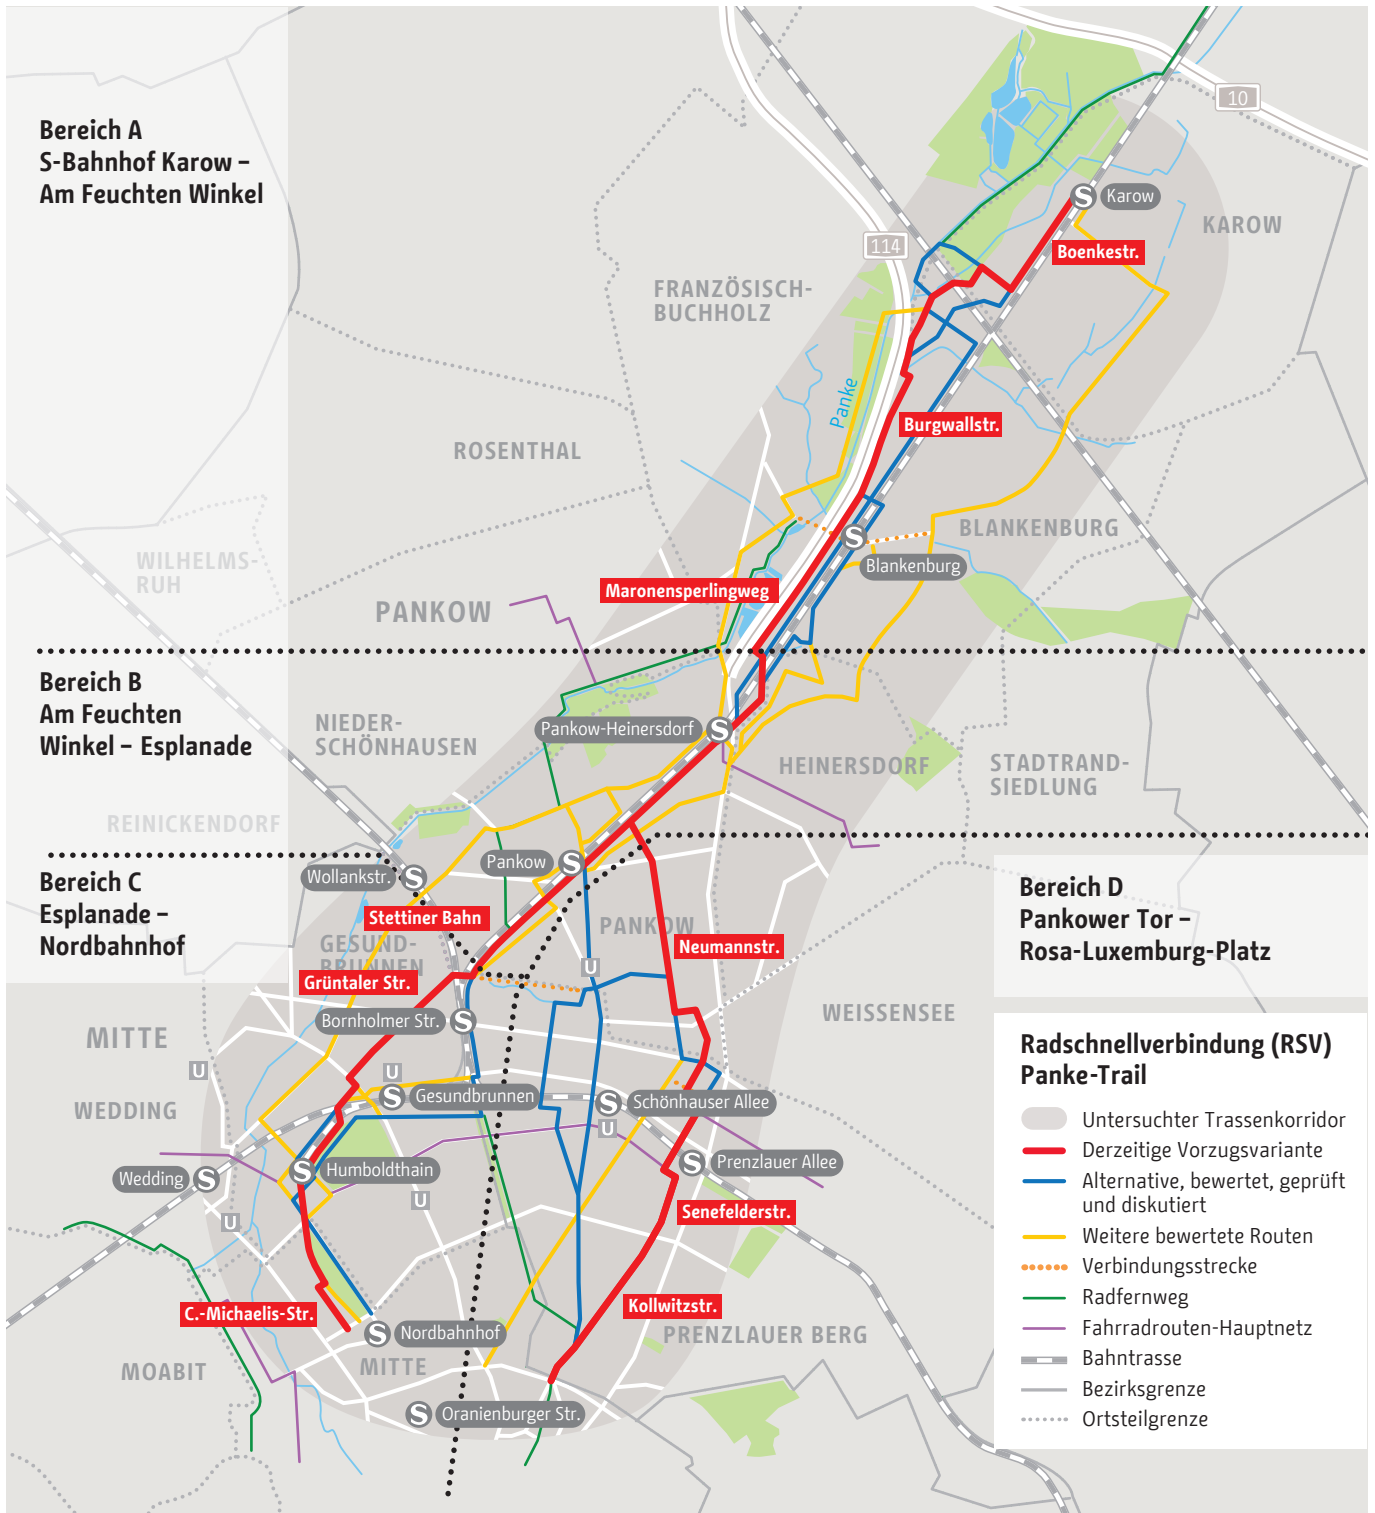 Bereich A
S-Bahnhof Karow –
Am Feuchten Winkel
10
Karow
KAROW
114
Boenkestr.
FRANZÖSISCH-
BUCHHOLZ
Panke
Burgwallstr.
ROSENTHAL
BLANKENBURG
WILHELMS-
RUH
Blankenburg
Maronensperlingweg
PANKOW
Bereich B
Am Feuchten
Winkel – Esplanade
NIEDER-
SCHÖNHAUSEN
Pankow-Heinersdorf
HEINERSDORF
STADTRAND-
SIEDLUNG
REINICKENDORF
Pankow
Wollankstr.
Bereich C
Esplanade –
Nordbahnhof
Bereich D
Pankower Tor –
Rosa-Luxemburg-Platz
Stettiner Bahn
PANKOW
Neumannstr.
GESUND-
BRUNNEN
Grüntaler Str.
U
WEISSENSEE
Bornholmer Str.
MITTE
U
U
Gesundbrunnen
Schönhauser Allee
WEDDING
U
Prenzlauer Allee
Humboldthain
Wedding
U
U
Senefelderstr.
C.-Michaelis-Str.
Kollwitzstr.
Nordbahnhof
PRENZLAUER BERG
MITTE
MOABIT
Oranienburger Str.
Radschnellverbindung (RSV)
Panke-Trail
Untersuchter Trassenkorridor
Derzeitige Vorzugsvariante
Alternative, bewertet, geprüft
und diskutiert
Weitere bewertete Routen
Verbindungsstrecke
Radfernweg
Fahrradrouten-Hauptnetz
Bahntrasse
Bezirksgrenze
Ortsteilgrenze
S
S
S
S
S
S
S
S
S
S
S
S
S